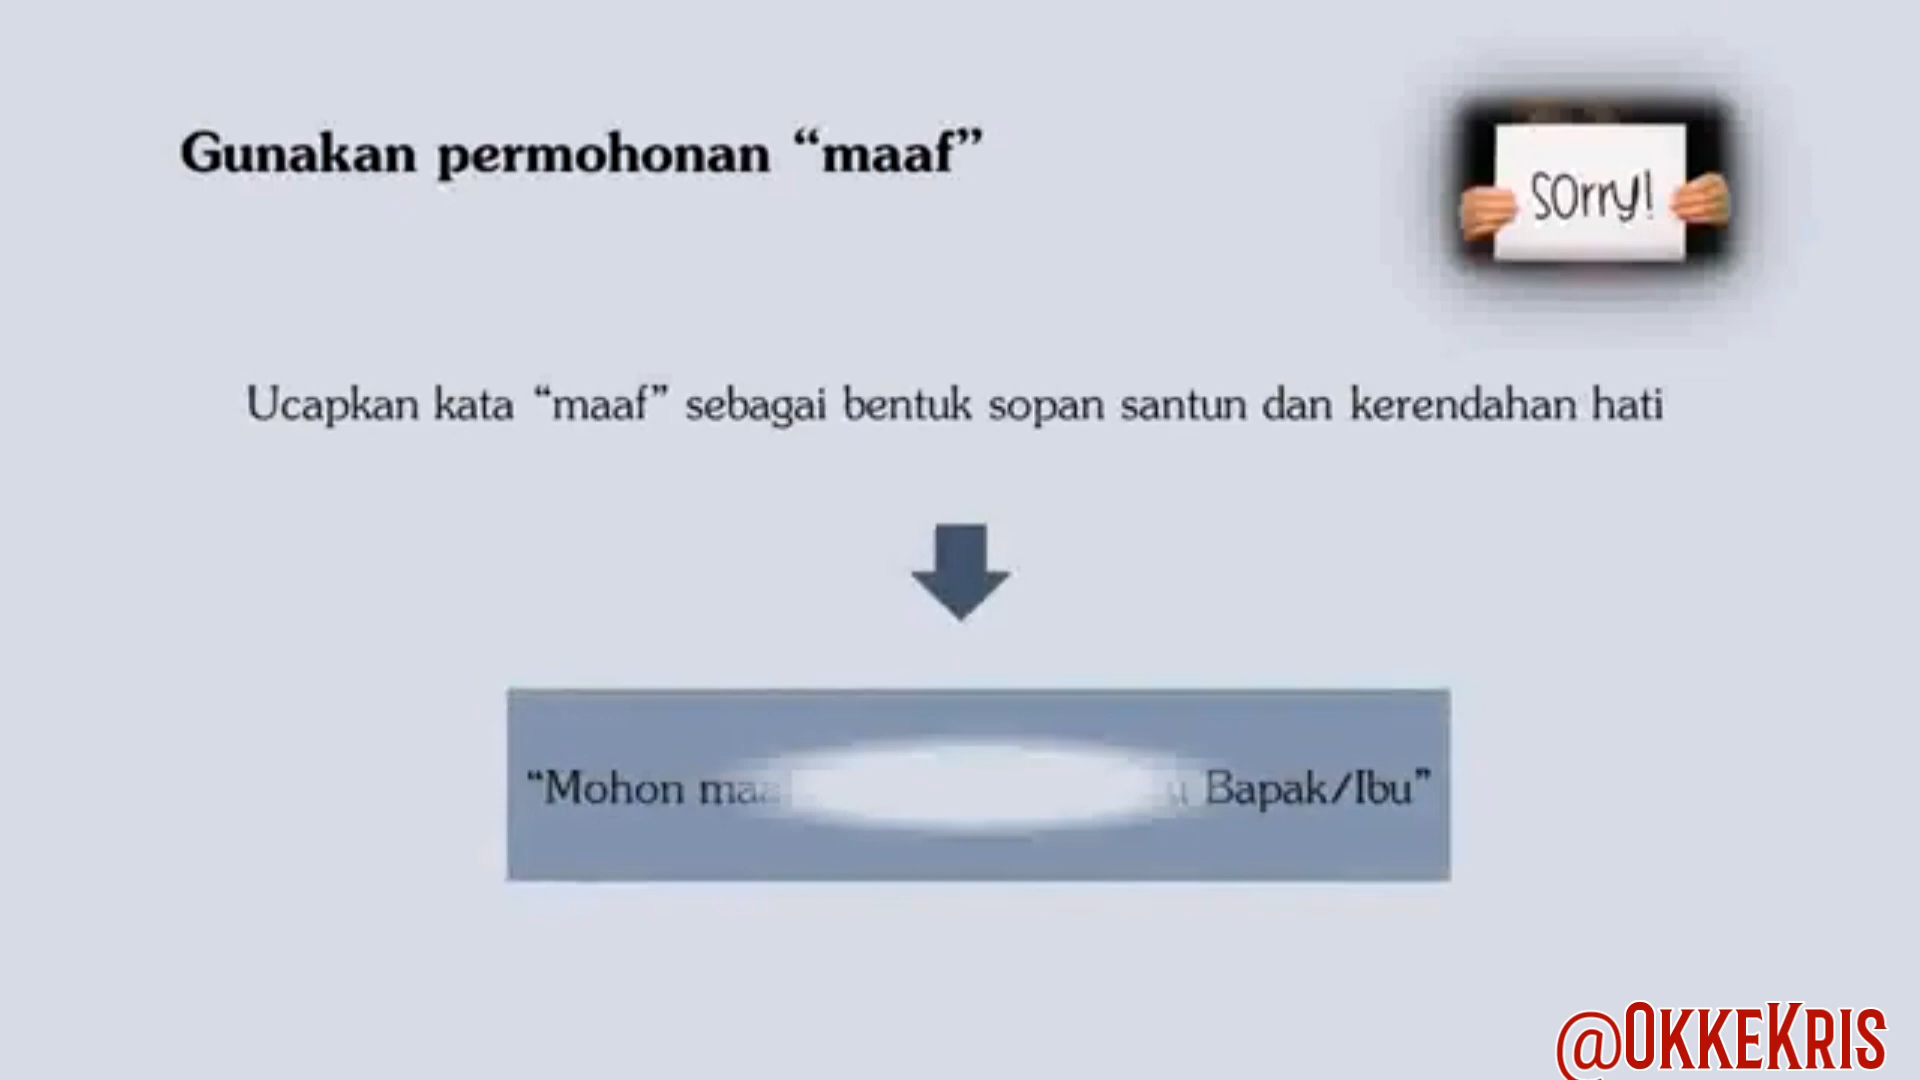 Gunakan permohonan “maaf”
sorry!
Ucapkan kata “maaf” sebagai bentuk sopan santun dan kerendahan hati
“Mohon Bapak/Ibu”
@OKKEKRIS